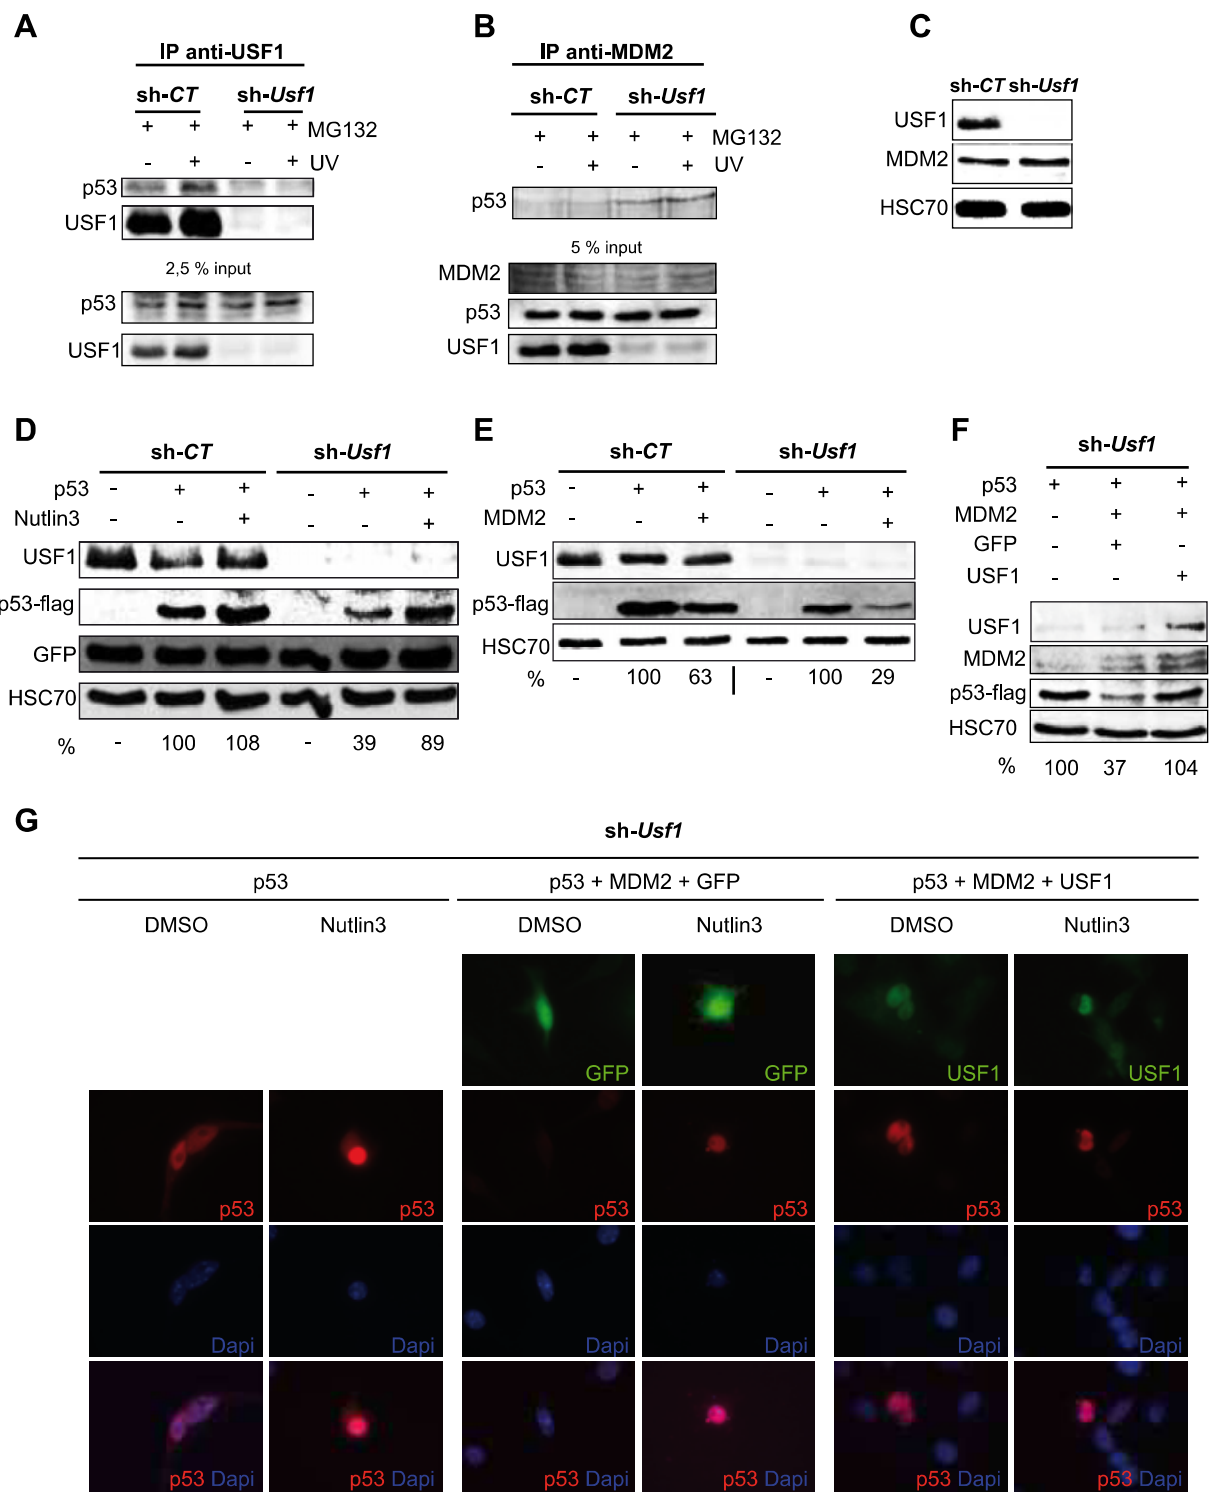 A
IP anti-USF1
sh-CT sh-Usf1
+ + + + MG132
- + - + UV
p53
USF1
2,5 % input
p53
USF1
B
IP anti-MDM2
sh-CT sh-Usf1
+ + + + MG132
- + - + UV
p53
5 % input
MDM2
p53
USF1
C
sh-CT sh-Usf1
USF1
MDM2
HSC70
D
sh-CT sh-Usf1
p53 - + + - + +
Nutlin3 - - + - - +
USF1
p53-flag
GFP
HSC70
% - 100 108 - 39 89
E
sh-CT sh-Usf1
p53 - + + - + +
MDM2 - - + - - +
USF1
p53-flag
HSC70
% - 100 63 - 100 29
F
sh-Usf1
p53 + + +
MDM2 - + +
GFP - + -
USF1 - - +
USF1
MDM2
p53-flag
HSC70
% 100 37 104
G
sh-Usf1
p53 p53 + MDM2 + GFP p53 + MDM2 + USF1
DMSO Nutlin3 DMSO Nutlin3 DMSO Nutlin3
GFP GFP USF1 USF1
p53 p53 p53 p53 p53 p53
Dapi Dapi Dapi Dapi Dapi Dapi
p53 Dapi p53 Dapi p53 Dapi p53 Dapi p53 Dapi p53 Dapi